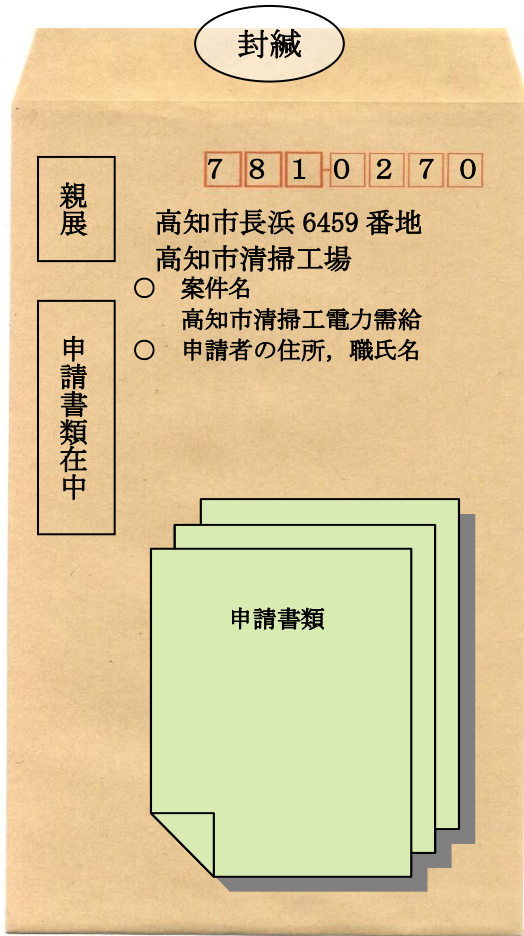 封緘
7810270
親展
高知市長浜 6459 番地
高知市清掃工場
○ 案件名
高知市清掃工電力需給
○ 申請者の住所，職氏名
申請書類在中
申請書類